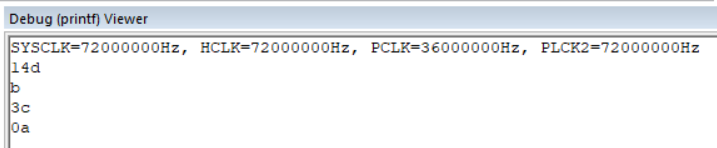 Debug (printf) Viewer
SYSCLK=72000000Hz, HCLK=72000000Hz, PCLK=36000000Hz, PLCK2=72000000Hz
14d
b
3c
0a